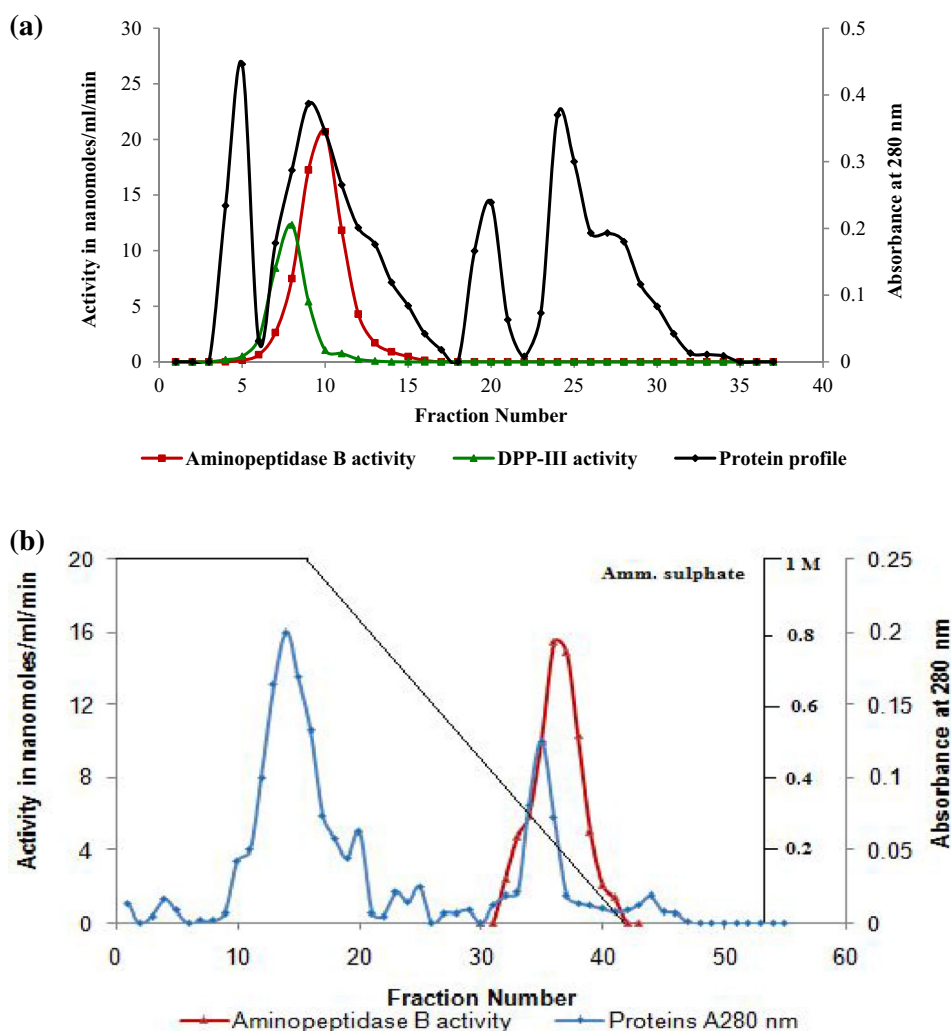 (a)
30
25
20
15
10
5
0
Activity in nanomoles/ml/min
0.5
0.4
0.3
0.2
0.1
0
Absorbance at 280 nm
0 5 10 15 20 25 30 35 40
Fraction Number
Aminopeptidase B activity DPP-III activity Protein profile
(b)
20
16
12
8
4
0
Activity in nanomoles/ml/min
Amm. sulphate
1 M
0.8
0.6
0.4
0.2
0.25
0.2
0.15
0.1
0.05
0
Absorbance at 280 nm
0 10 20 30 40 50 60
Fraction Number
Aminopeptidase B activity Proteins A280 nm